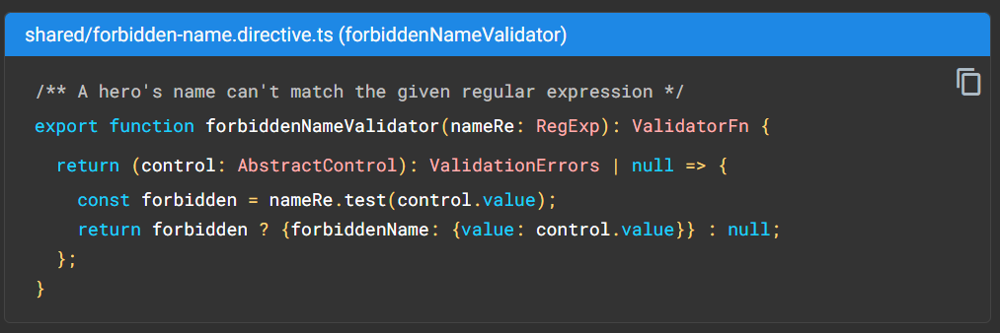 shared/forbidden-name.directive.ts (forbiddenNameValidator)
/** A hero's name can't match the given regular expression */
export function forbiddenNameValidator(nameRe: RegExp): ValidatorFn {
  return (control: AbstractControl): ValidationErrors | null => {
    const forbidden = nameRe.test(control.value);
    return forbidden ? {forbiddenName: {value: control.value}} : null;
  };
}